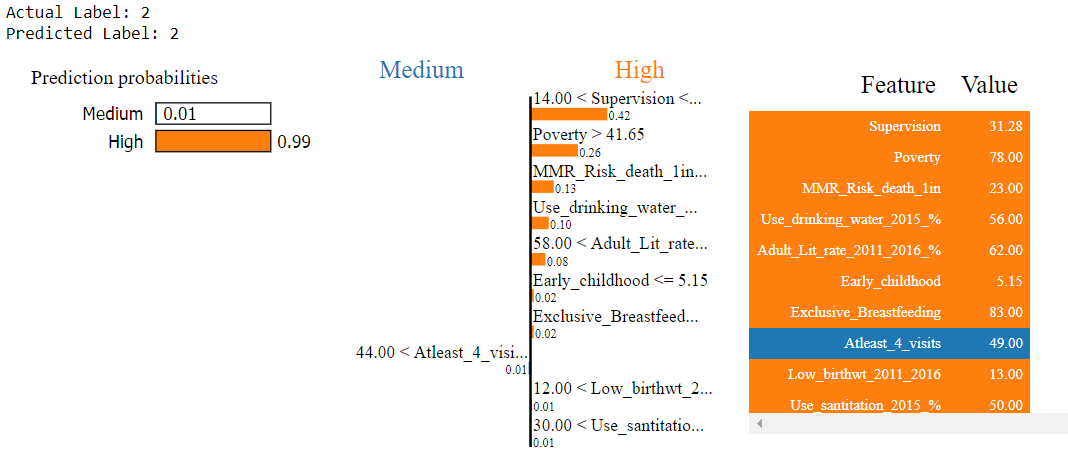 Actual Label: 2
Predicted Label: 2
Prediction probabilities
Medium 0.01
High 0.99
Medium High
14.00 < Supervision <...
0.42
Poverty > 41.65
0.26
MMR_Risk_death_1in...
0.13
Use_drinking_water_...
0.10
58.00 < Adult_Lit_rate...
0.08
Early_childhood <= 5.15
0.02
Exclusive_Breastfeed...
0.02
44.00 < Atleast_4_visi...
0.01
12.00 < Low_birthwt_2...
0.01
30.00 < Use_santitatio...
0.01
Feature Value
Supervision 31.28
Poverty 78.00
MMR_Risk_death_1in 23.00
Use_drinking_water_2015_% 56.00
Adult_Lit_rate_2011_2016_% 62.00
Early_childhood 5.15
Exclusive_Breastfeeding 83.00
Atleast_4_visits 49.00
Low_birthwt_2011_2016 13.00
Use_santitation_2015_% 50.00